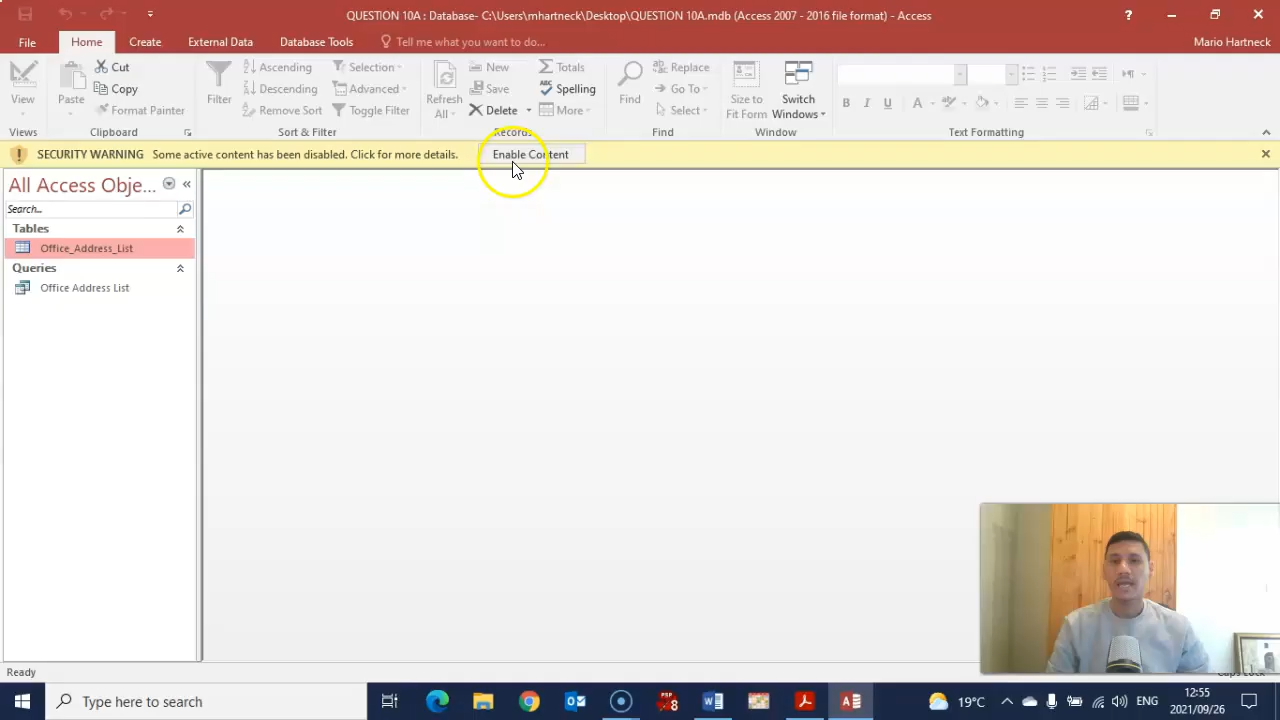 QUESTION 10A : Database- C:\Users\mhartneck\Desktop\QUESTION 10A.mdb (Access 2007 - 2016 file format) - Access
File Home Create External Data Database Tools Tell me what you want to do... Mario Hartneck
View
Views
Paste
Cut
Copy
Format Painter
Clipboard
Filter
Ascending
Descending
Remove Sort
Selection
Advanced
Toggle Filter
Sort & Filter
Refresh
All
New
Save
Delete
Totals
Spelling
More
Records
Find
Replace
Go To
Select
Find
Size to
Fit Form
Switch
Windows
Window
B I U A
Text Formatting
SECURITY WARNING Some active content has been disabled. Click for more details. Enable Content
All Access Obje...
Search...
Tables
Office_Address_List
Queries
Office Address List
Ready
Caps Lock
Type here to search
19°C
ENG
12:55
2021/09/26